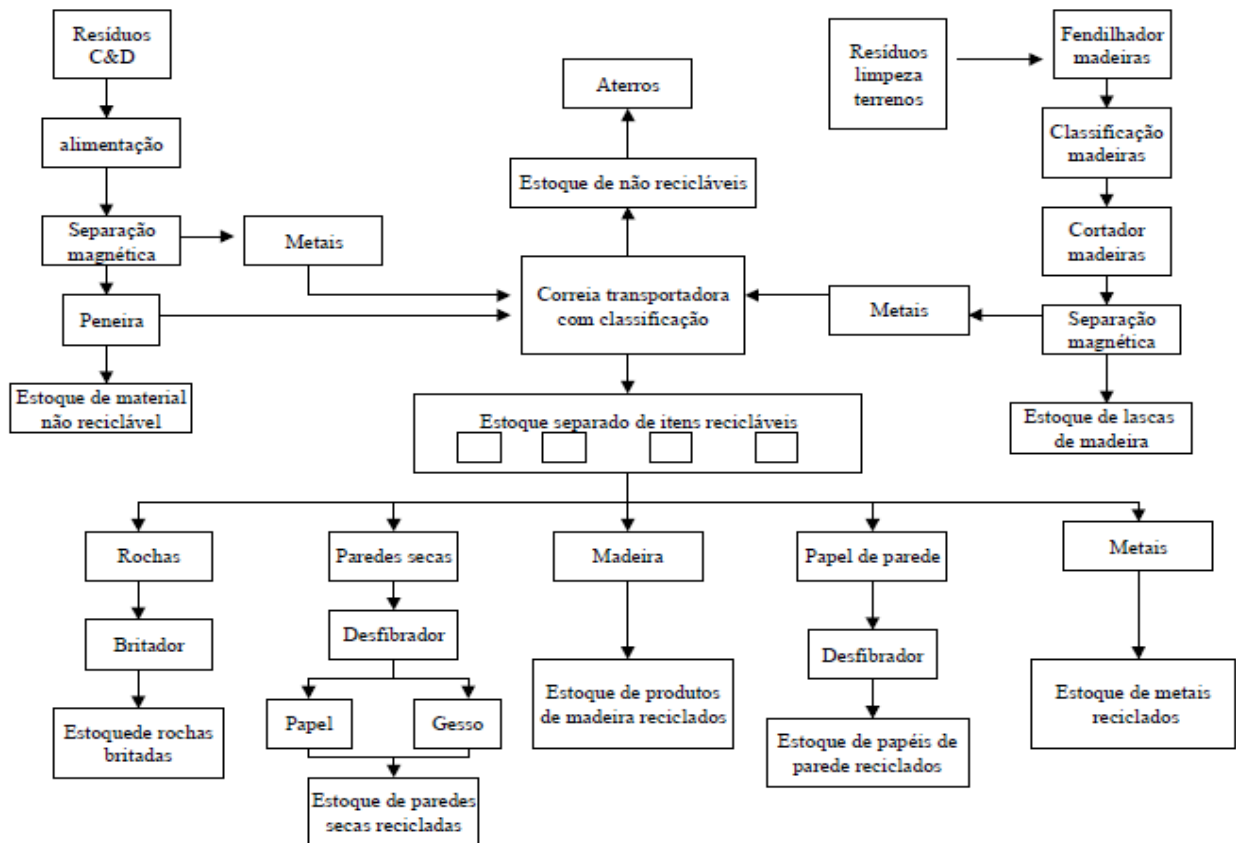 Resíduos
C&D
alimentação
Separação
magnética
Metais
Peneira
Estoque de material
não reciclável
Aterros
Estoque de não recicláveis
Correia transportadora
com classificação
Resíduos
limpeza
terrenos
Fendilhador
madeiras
Classificação
madeiras
Cortador
madeiras
Separação
magnética
Metais
Estoque de lascas
de madeira
Estoque separado de itens recicláveis
Rochas
Britador
Estoquede rochas
britadas
Paredes secas
Desfibrador
Papel
Gesso
Estoque de paredes
secas recicladas
Madeira
Estoque de produtos
de madeira reciclados
Papel de parede
Desfibrador
Estoque de papéis de
parede reciclados
Metais
Estoque de metais
reciclados